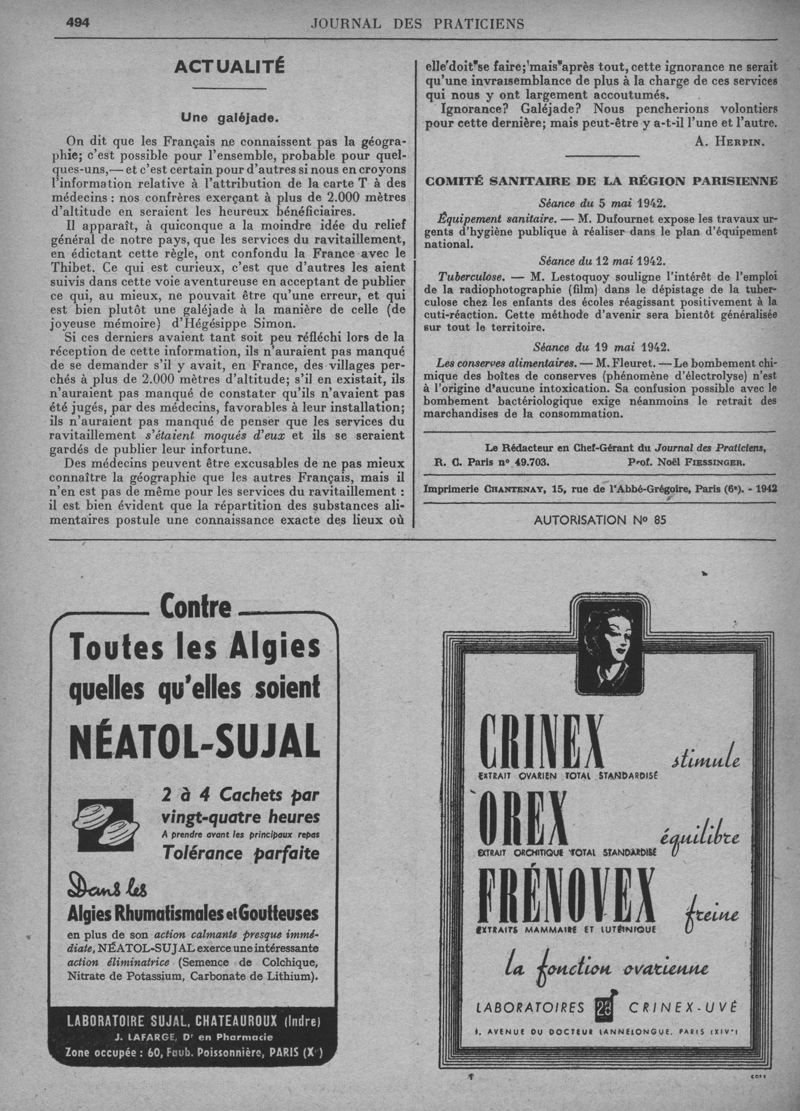 494
JOURNAL DES PRATICIENS
ACTUALITÉ
Une galéjade.
On dit que les Français ne connaissent pas la géogra-
phie; c'est possible pour l'ensemble, probable pour quel-
ques-uns,— et c'est certain pour d'autres si nous en croyons
l'information relative à l'attribution de la carte T à des
médecins : nos confrères exerçant à plus de 2.000 mètres
d'altitude en seraient les heureux bénéficiaires.
Il apparaît, à quiconque a la moindre idée du relief
général de notre pays, que les services du ravitaillement,
en édictant cette règle, ont confondu la France avec le
Thibet. Ce qui est curieux, c'est que d'autres les aient
suivis dans cette voie aventureuse en acceptant de publier
ce qui, au mieux, ne pouvait être qu'une erreur, et qui
est bien plutôt une galéjade à la manière de celle (de
joyeuse mémoire) d'Hégésippe Simon.
Si ces derniers avaient tant soit peu réfléchi lors de la
réception de cette information, ils n'auraient pas manqué
de se demander s'il y avait, en France, des villages per-
chés à plus de 2.000 mètres d'altitude; s'il en existait, ils
n'auraient pas manqué de constater qu'ils n'avaient pas
été jugés, par des médecins, favorables à leur installation;
ils n'auraient pas manqué de penser que les services du
ravitaillement s'étaient moqués d'eux et ils se seraient
gardés de publier leur infortune.
Des médecins peuvent être excusables de ne pas mieux
connaître la géographie que les autres Français, mais il
n'en est pas de même pour les services du ravitaillement :
il est bien évident que la répartition des substances ali-
mentaires postule une connaissance exacte des lieux où
elle doit se faire; mais après tout, cette ignorance ne serait
qu'une invraisemblance de plus à la charge de ces services
qui nous y ont largement accoutumés.
Ignorance? Galéjade? Nous pencherions volontiers
pour cette dernière; mais peut-être y a-t-il l'une et l'autre.
A. HERPIN.
COMITÉ SANITAIRE DE LA RÉGION PARISIENNE
Séance du 5 mai 1942.
Équipement sanitaire. — M. Dufournet expose les travaux ur-
gents d'hygiène publique à réaliser dans le plan d'équipement
national.
Séance du 12 mai 1942.
Tuberculose. — M. Lestoquoy souligne l'intérêt de l'emploi
de la radiophotographie (film) dans le dépistage de la tuber-
culose chez les enfants des écoles réagissant positivement à la
cuti-réaction. Cette méthode d'avenir sera bientôt généralisée
sur tout le territoire.
Séance du 19 mai 1942.
Les conserves alimentaires. — M. Fleuret. — Le bombement chi-
mique des boîtes de conserves (phénomène d'électrolyse) n'est
à l'origine d'aucune intoxication. Sa confusion possible avec le
bombement bactériologique exige néanmoins le retrait des
marchandises de la consommation.
Le Rédacteur en Chef-Gérant du Journal des Praticiens,
R. C. Paris n° 49.703. Prof. Noël FIESSINGER.
Imprimerie CHANTENAY, 15, rue de l'Abbé-Grégoire, Paris (6e). - 1942
AUTORISATION No 85
Contre
Toutes les Algies
quelles qu'elles soient
NÉATOL-SUJAL
2 à 4 Cachets par
vingt-quatre heures
A prendre avant les principaux repas
Tolérance parfaite
Dans les
Algies Rhumatismales et Goutteuses
en plus de son action calmante presque immé-
diate, NÉATOL-SUJAL exerce une intéressante
action éliminatrice (Semence de Colchique,
Nitrate de Potassium, Carbonate de Lithium).
LABORATOIRE SUJAL, CHATEAUROUX (Indre)
J. LAFARGE, Dr en Pharmacie
Zone occupée : 60, Faub. Poissonnière, PARIS (Xe)
CRINEX stimule
EXTRAIT OVARIEN TOTAL STANDARDISÉ
OREX équilibre
EXTRAIT ORCHITIQUE TOTAL STANDARDISÉ
FRÉNOVEX freine
EXTRAITS MAMMAIRE ET LUTÉINIQUE
la fonction ovarienne
LABORATOIRES CRINEX-UVÉ
1, AVENUE DU DOCTEUR LANNELONGUE, PARIS (XIVe)